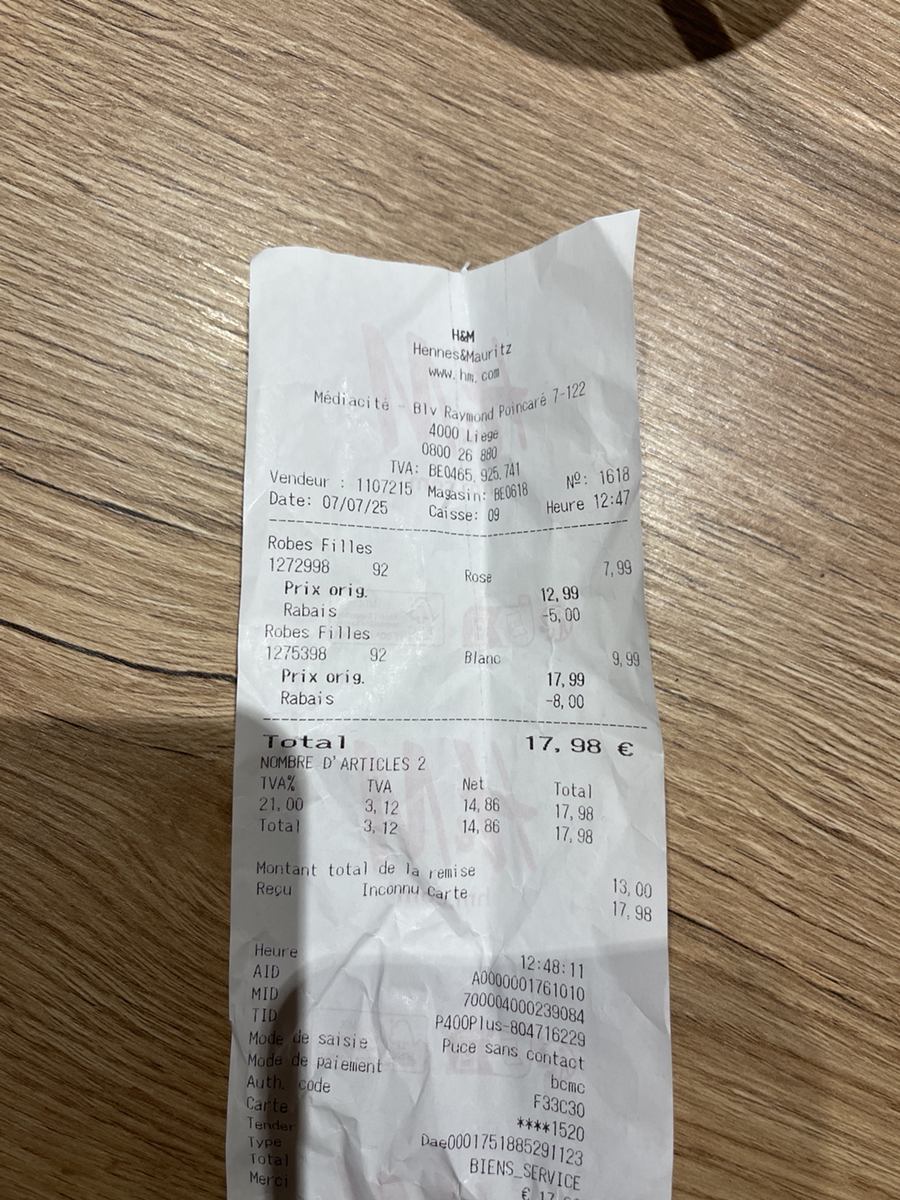 H&M
Hennes&Mauritz
www.hm.com
Médiacité - Blv Raymond Poincaré 7-122
4000 Liege
0800 26 880
TVA: BE0465.925.741
Vendeur : 1107215 Magasin: BE0618 Nº: 1618
Date: 07/07/25 Caisse: 09 Heure 12:47
Robes Filles
1272998 92 Rose 7,99
Prix orig. 12,99
Rabais -5,00
Robes Filles
1275398 92 Blanc 9,99
Prix orig. 17,99
Rabais -8,00
Total 17,98 €
NOMBRE D'ARTICLES 2
TVA% TVA Net Total
21,00 3,12 14,86 17,98
Total 3,12 14,86 17,98
Montant total de la remise 13,00
Reçu Inconnu Carte 17,98
Heure 12:48:11
AID A0000001761010
MID 700004000239084
TID P400Plus-804716229
Mode de saisie Puce sans contact
Mode de paiement bcmc
Auth. code F33C30
Carte ****1520
Tender Dae0001751885291123
Type BIENS_SERVICE
Total € 17
Merci